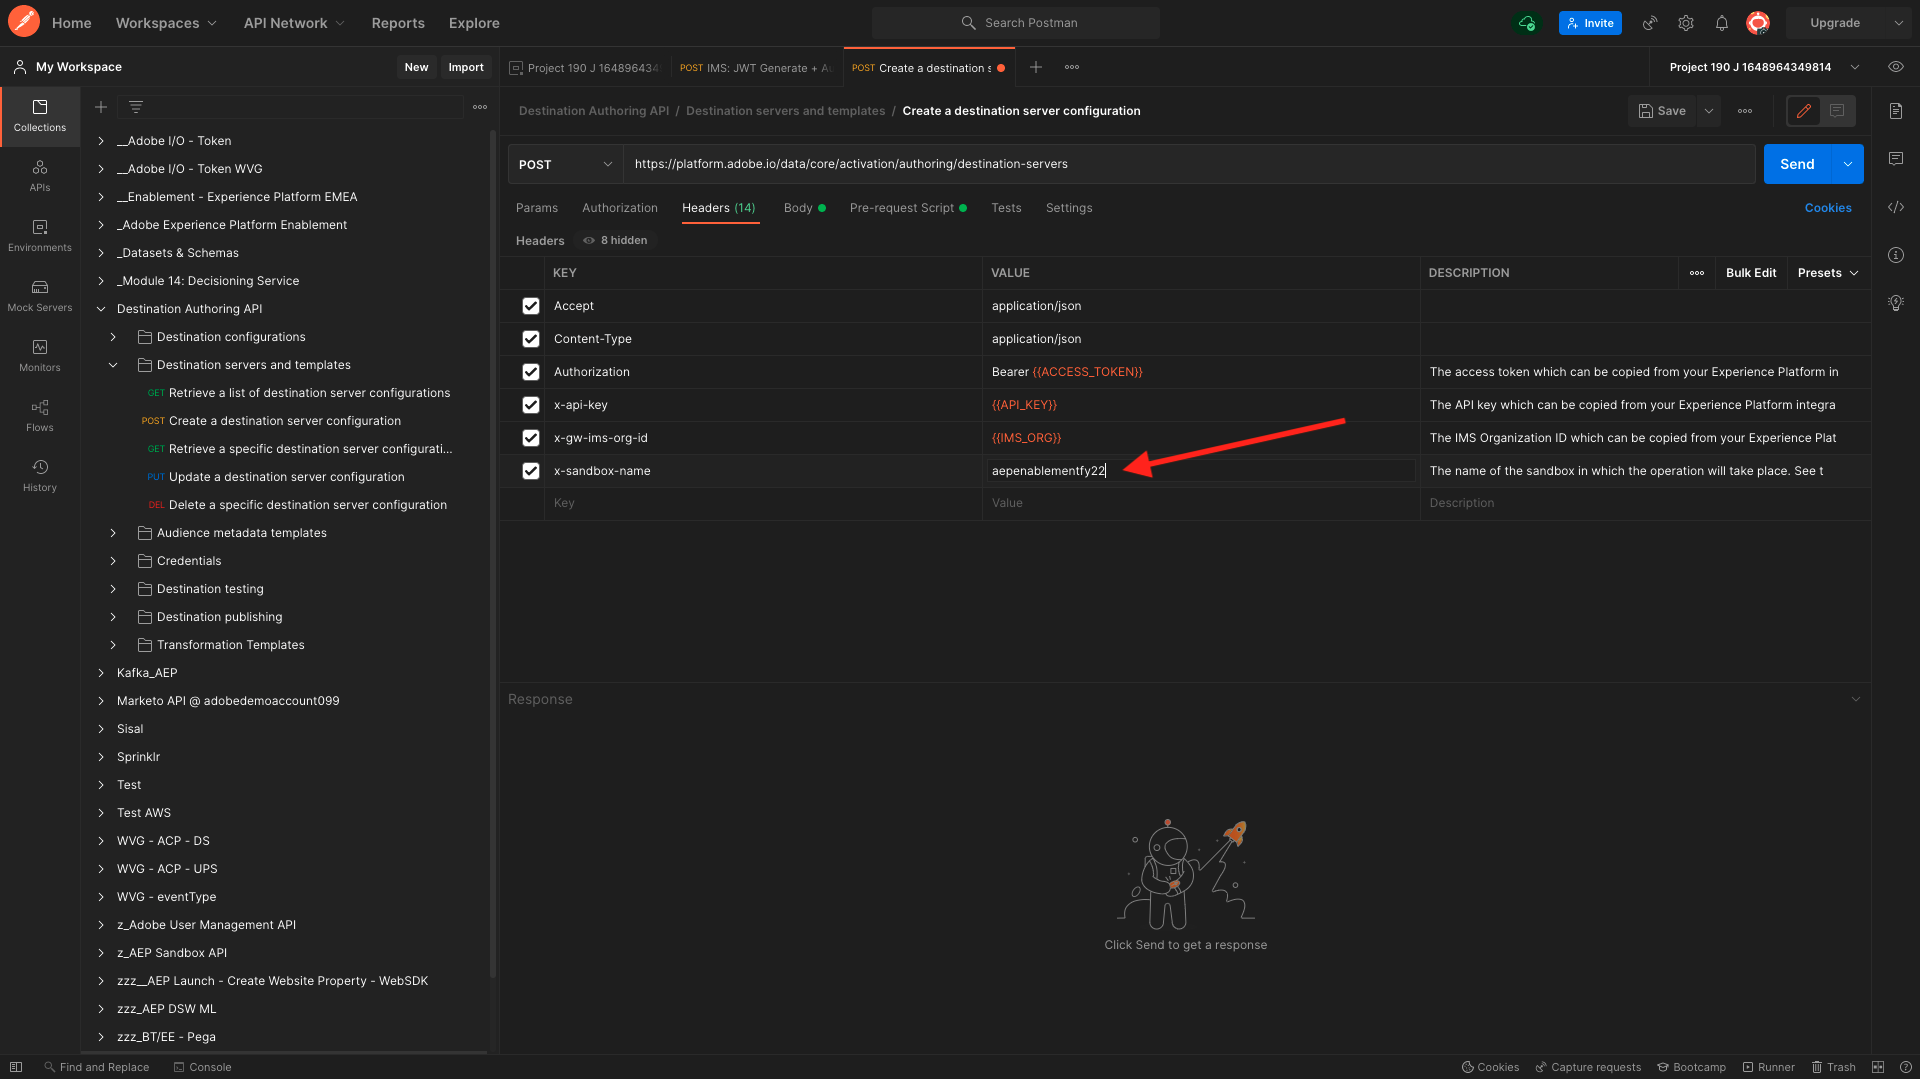 Home Workspaces API Network Reports Explore Search Postman Invite Upgrade
My Workspace New Import Project 190 J 164896434 POST IMS: JWT Generate + Au POST Create a destination s Project 190 J 1648964349814
Collections
APIs
Environments
Mock Servers
Monitors
Flows
History
__Adobe I/O - Token
__Adobe I/O - Token WVG
__Enablement - Experience Platform EMEA
_Adobe Experience Platform Enablement
_Datasets & Schemas
_Module 14: Decisioning Service
Destination Authoring API
Destination configurations
Destination servers and templates
GET Retrieve a list of destination server configurations
POST Create a destination server configuration
GET Retrieve a specific destination server configurati...
PUT Update a destination server configuration
DEL Delete a specific destination server configuration
Audience metadata templates
Credentials
Destination testing
Destination publishing
Transformation Templates
Kafka_AEP
Marketo API @ adobedemoaccount099
Sisal
Sprinklr
Test
Test AWS
WVG - ACP - DS
WVG - ACP - UPS
WVG - eventType
z_Adobe User Management API
z_AEP Sandbox API
zzz__AEP Launch - Create Website Property - WebSDK
zzz_AEP DSW ML
zzz_BT/EE - Pega
Destination Authoring API / Destination servers and templates / Create a destination server configuration Save
POST https://platform.adobe.io/data/core/activation/authoring/destination-servers Send
Params Authorization Headers (14) Body Pre-request Script Tests Settings Cookies
Headers 8 hidden
KEY VALUE DESCRIPTION Bulk Edit Presets
Accept application/json
Content-Type application/json
Authorization Bearer {{ACCESS_TOKEN}} The access token which can be copied from your Experience Platform in
x-api-key {{API_KEY}} The API key which can be copied from your Experience Platform integra
x-gw-ims-org-id {{IMS_ORG}} The IMS Organization ID which can be copied from your Experience Plat
x-sandbox-name aepenablementfy22 The name of the sandbox in which the operation will take place. See t
Key Value Description
Response
Click Send to get a response
Find and Replace Console Cookies Capture requests Bootcamp Runner Trash